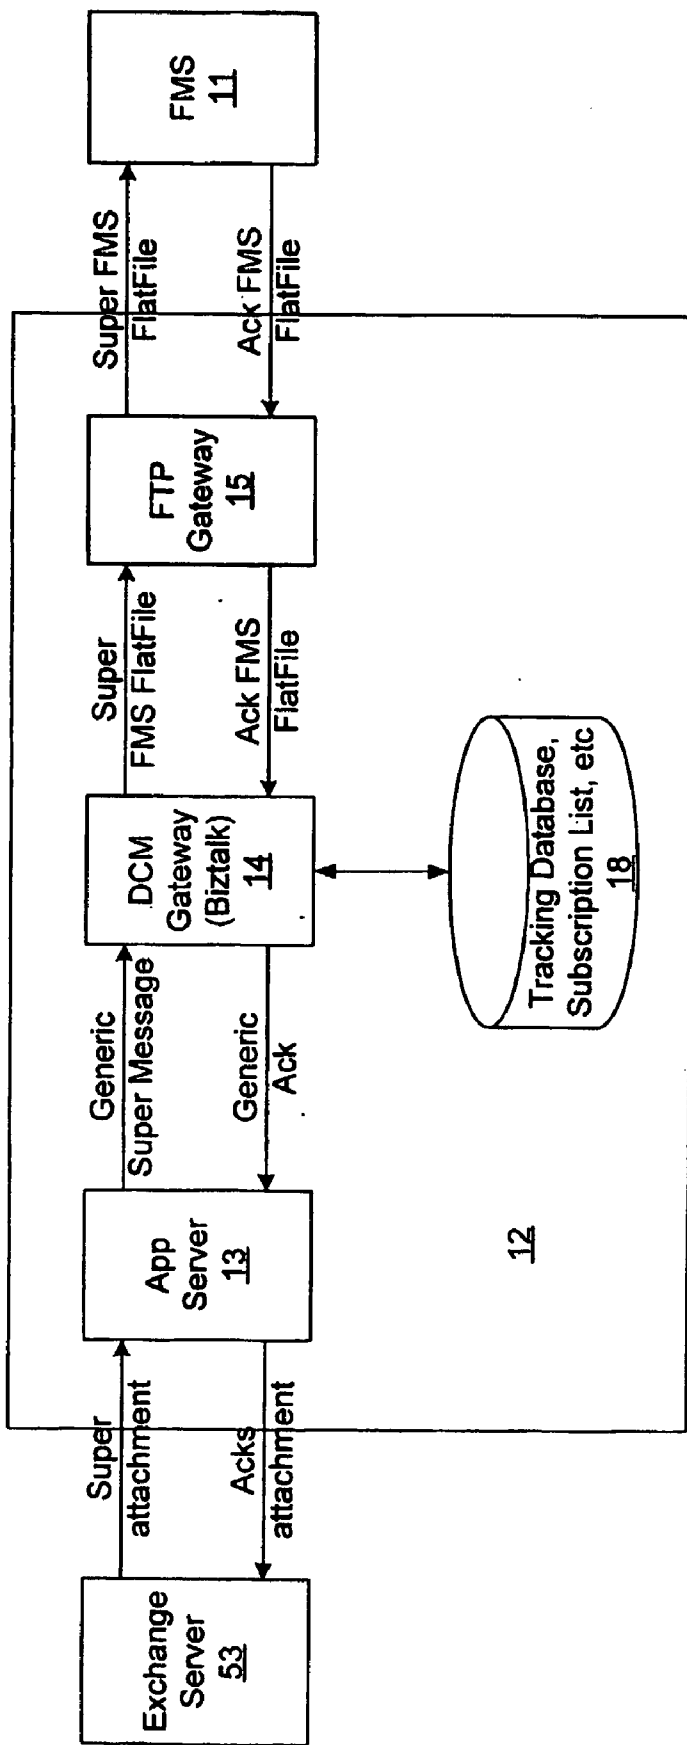 Exchange
Server
53
Super
attachment
Acks
attachment
App
Server
13
Generic
Super Message
Generic
Ack
DCM
Gateway
(Biztalk)
14
Super
FMS FlatFile
Ack FMS
FlatFile
FTP
Gateway
15
Super FMS
FlatFile
Ack FMS
FlatFile
FMS
11
12
Tracking Database,
Subscription List, etc
18